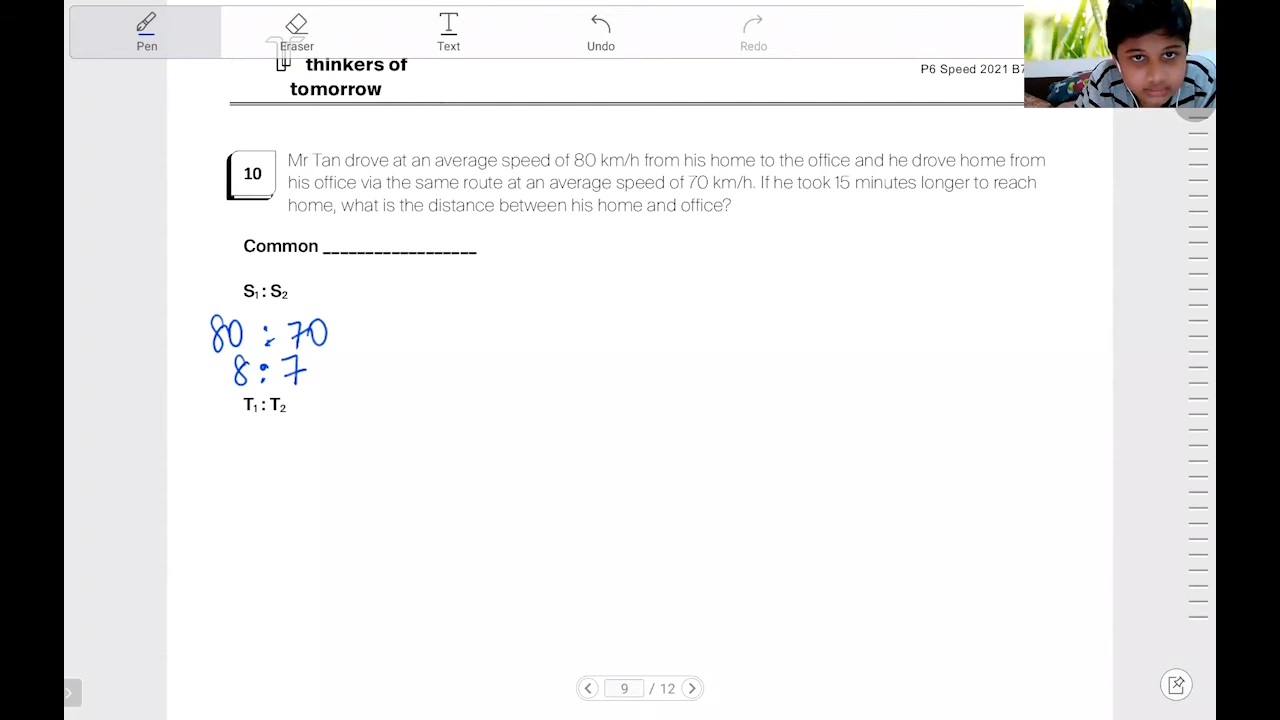 Pen
Eraser
Text
Undo
Redo
thinkers of
tomorrow
P6 Speed 2021 B7
10
Mr Tan drove at an average speed of 80 km/h from his home to the office and he drove home from
his office via the same route at an average speed of 70 km/h. If he took 15 minutes longer to reach
home, what is the distance between his home and office?
Common __________________
S₁ : S₂
80 : 70
8 : 7
T₁ : T₂
9 / 12